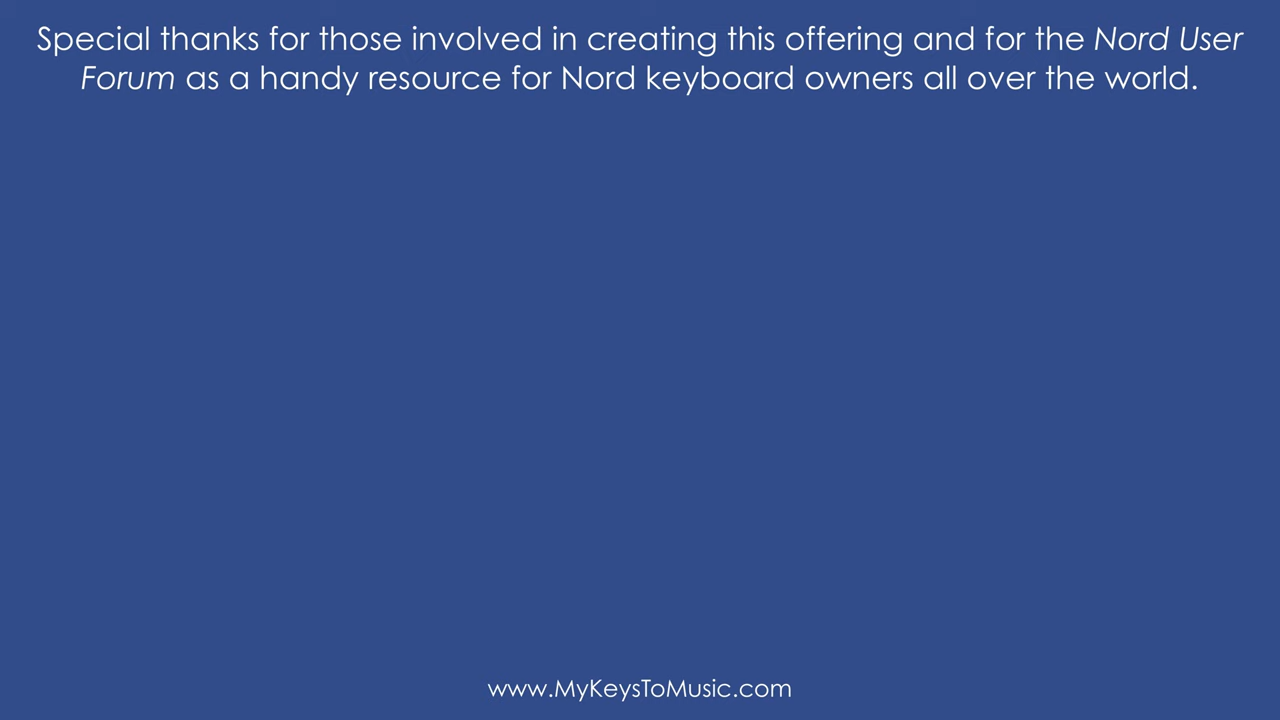 Special thanks for those involved in creating this offering and for the Nord User
Forum as a handy resource for Nord keyboard owners all over the world.
www.MyKeysToMusic.com